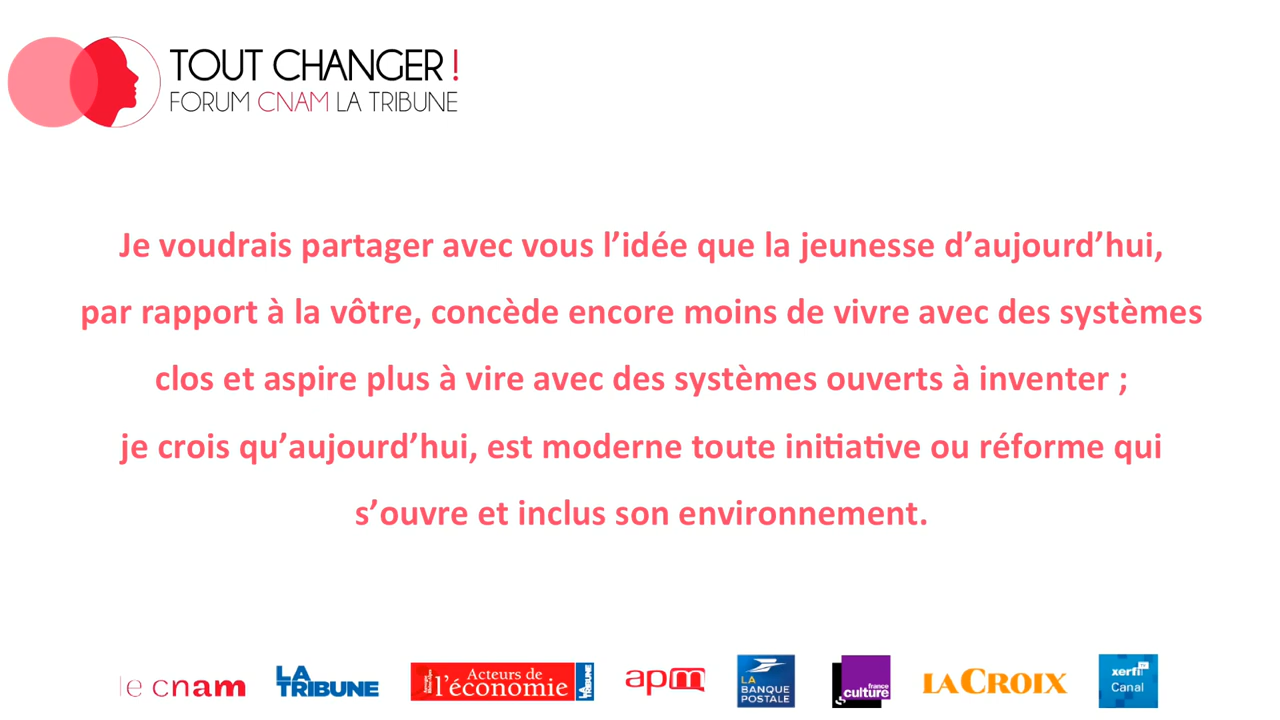 TOUT CHANGER !
FORUM CNAM LA TRIBUNE
Je voudrais partager avec vous l’idée que la jeunesse d’aujourd’hui,
par rapport à la vôtre, concède encore moins de vivre avec des systèmes
clos et aspire plus à vire avec des systèmes ouverts à inventer ;
je crois qu’aujourd’hui, est moderne toute initiative ou réforme qui
s’ouvre et inclus son environnement.
le cnam
LA TRIBUNE
Acteurs de l’économie
LA TRIBUNE
apm
LA BANQUE POSTALE
france culture
LA CROIX
xerfi Canal